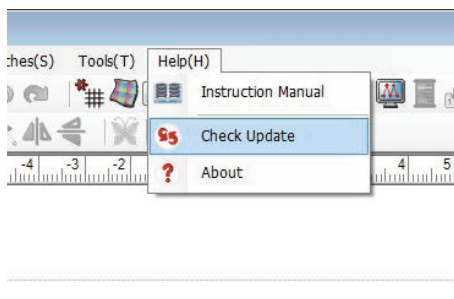 ches(S) Tools(T) Help(H)
Instruction Manual
Check Update
About
-4 -3 -2 4 5